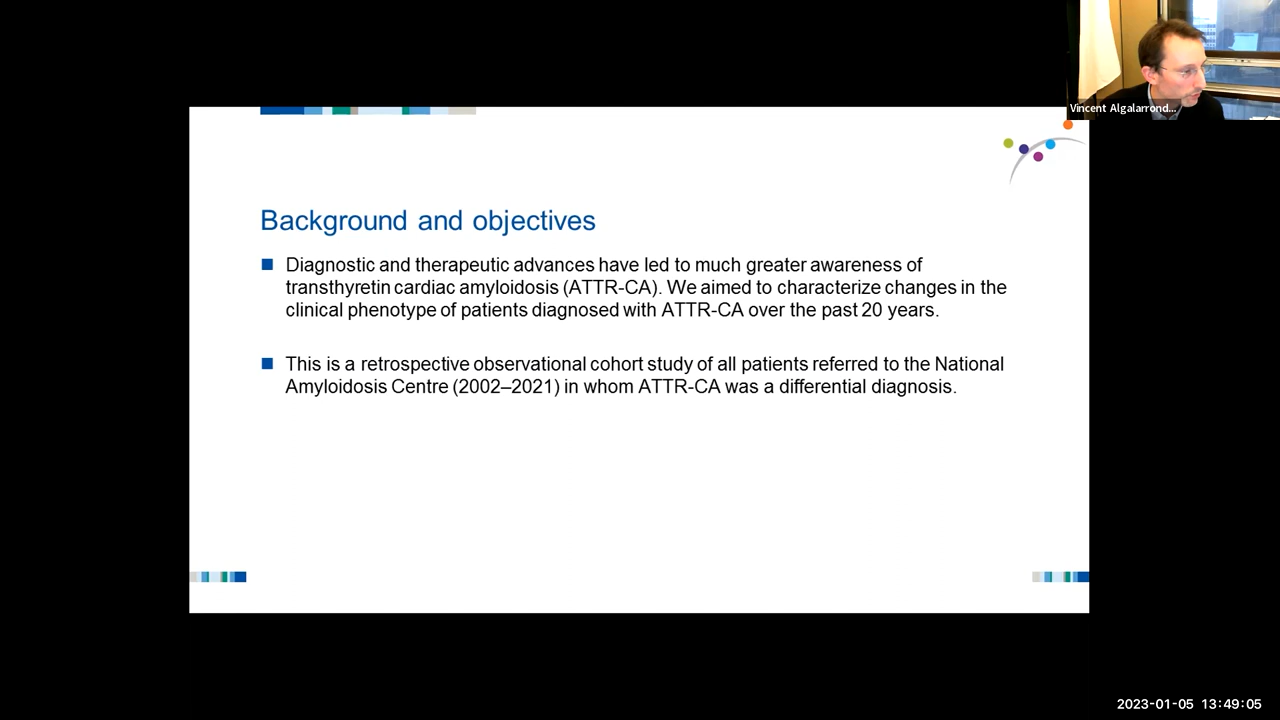 Vincent Algalarrond...
Background and objectives
Diagnostic and therapeutic advances have led to much greater awareness of
transthyretin cardiac amyloidosis (ATTR-CA). We aimed to characterize changes in the
clinical phenotype of patients diagnosed with ATTR-CA over the past 20 years.
This is a retrospective observational cohort study of all patients referred to the National
Amyloidosis Centre (2002–2021) in whom ATTR-CA was a differential diagnosis.
2023-01-05 13:49:05